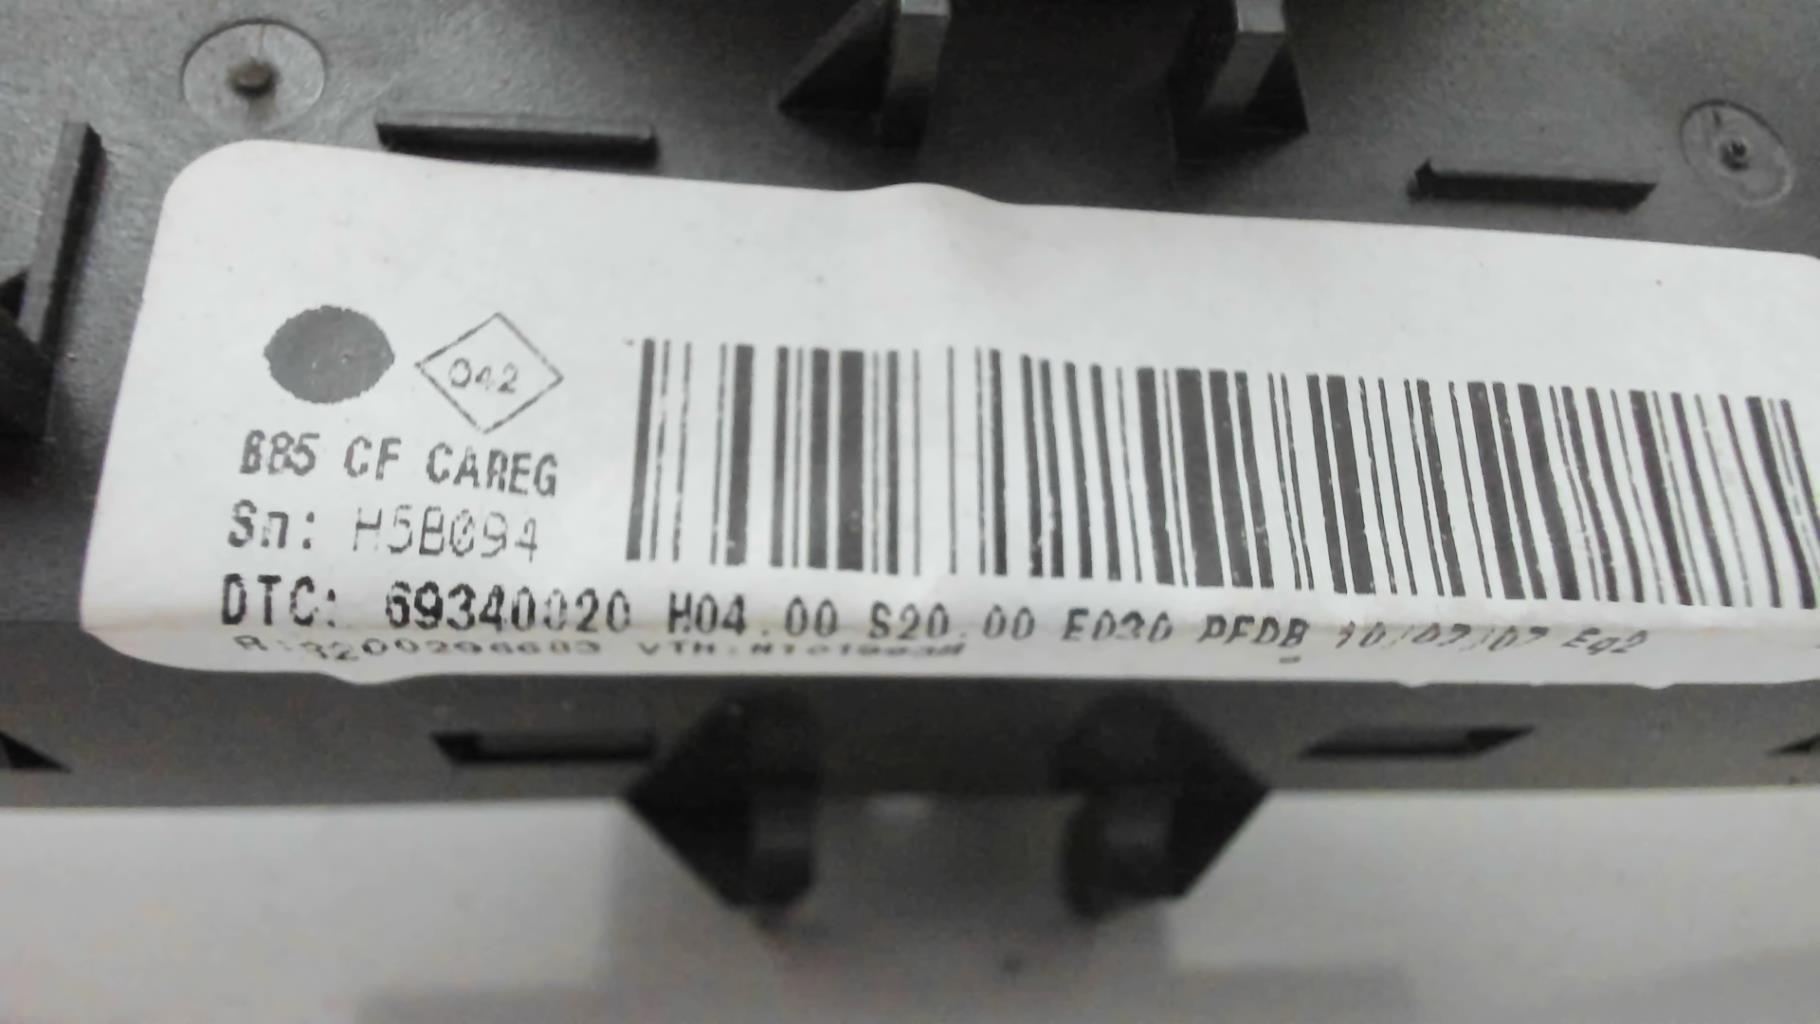 042
B85 CF CAREG
Sn: H5B094
DTC: 69340020 H04.00 S20.00 E030 PFDB 10/07/07 Eq2
R: